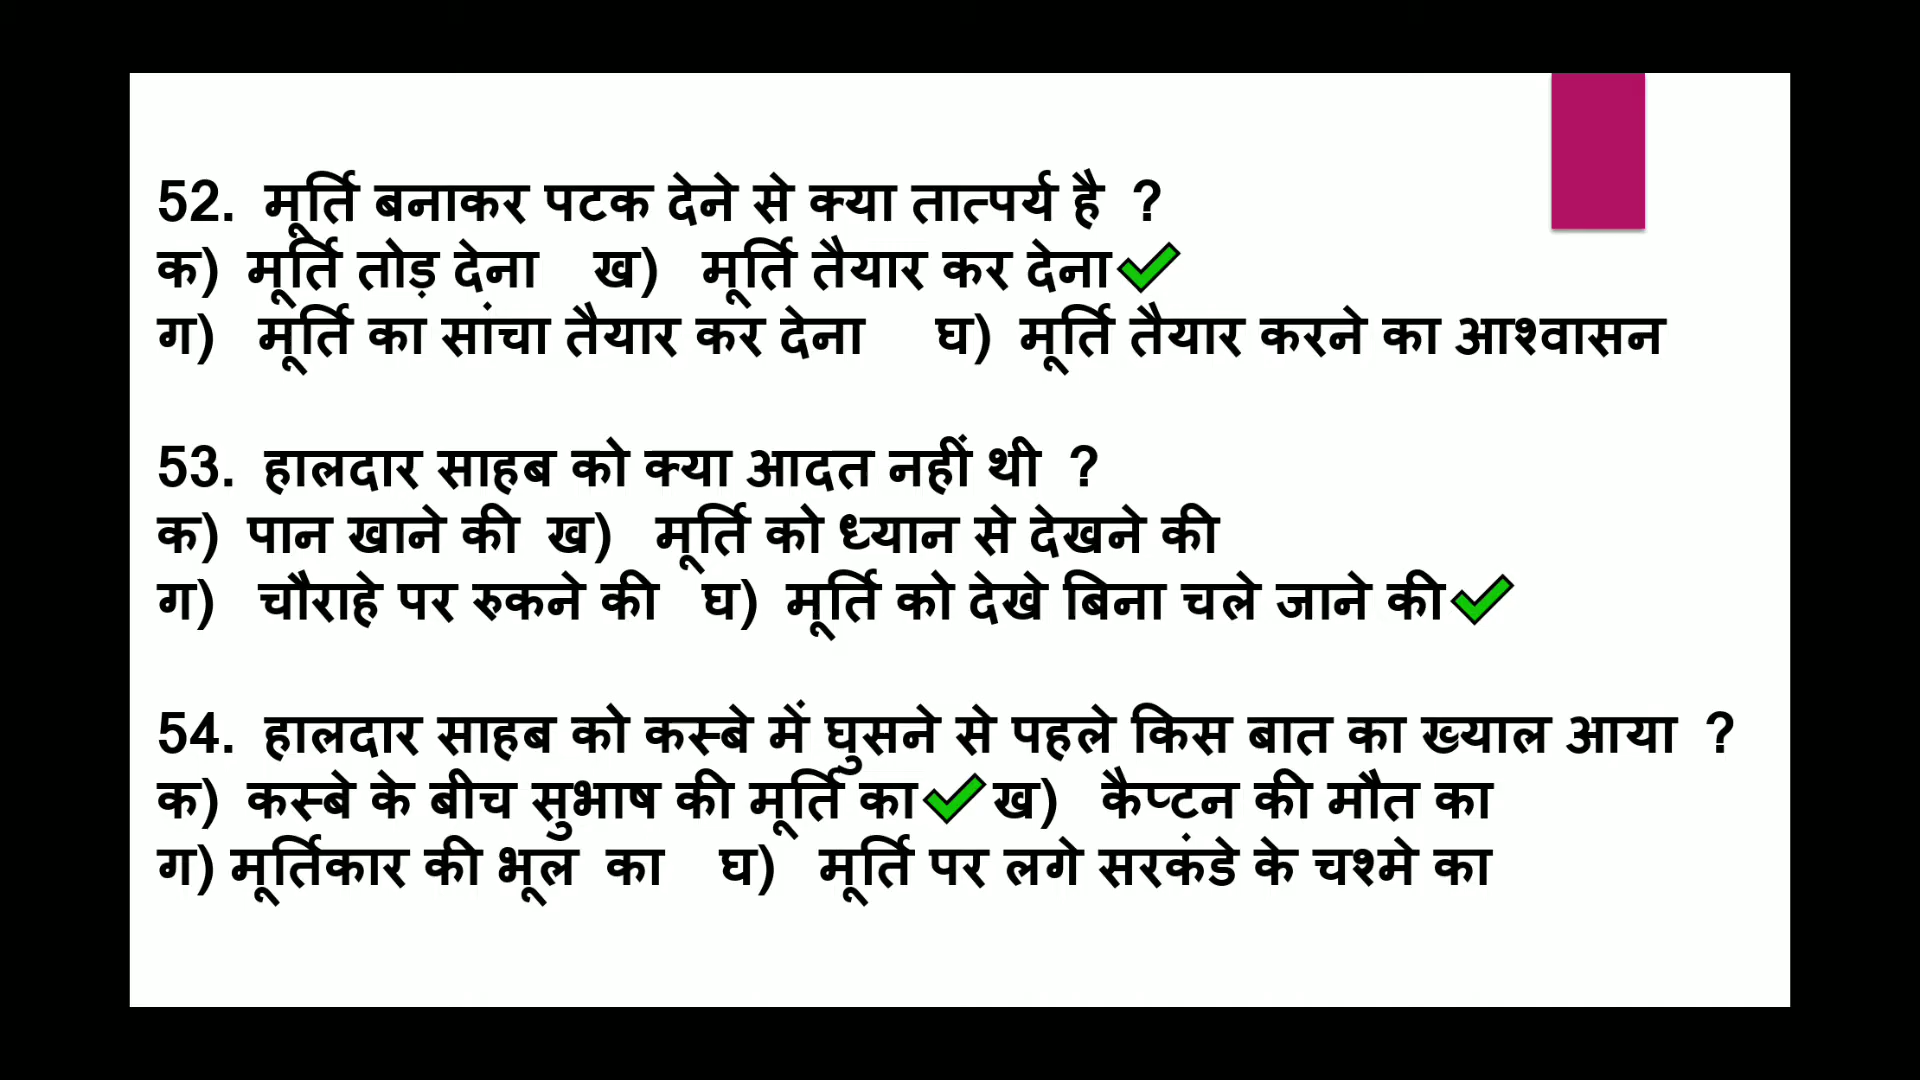 52. मूर्ति बनाकर पटक देने से क्या तात्पर्य है ?
क) मूर्ति तोड़ देना ख) मूर्ति तैयार कर देना
ग) मूर्ति का सांचा तैयार कर देना घ) मूर्ति तैयार करने का आश्वासन
53. हालदार साहब को क्या आदत नहीं थी ?
क) पान खाने की ख) मूर्ति को ध्यान से देखने की
ग) चौराहे पर रुकने की घ) मूर्ति को देखे बिना चले जाने की
54. हालदार साहब को कस्बे में घुसने से पहले किस बात का ख्याल आया ?
क) कस्बे के बीच सुभाष की मूर्ति का ख) कैप्टन की मौत का
ग) मूर्तिकार की भूल का घ) मूर्ति पर लगे सरकंडे के चश्मे का